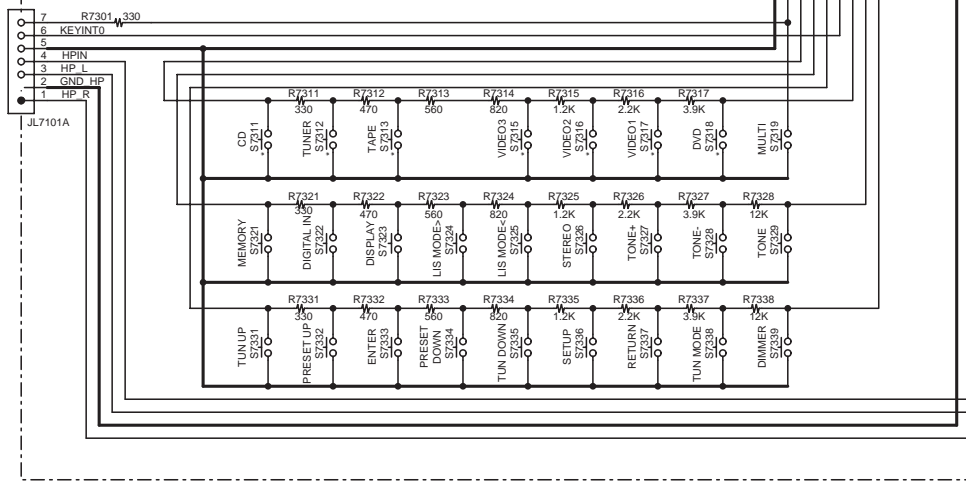 7 R7301 330
6 KEYINT0
5
4 HPIN
3 HP_L
2 GND_HP
1 HP_R
JL7101A
R7311 R7312 R7313 R7314 R7315 R7316 R7317
330 470 560 820 1.2K 2.2K 3.9K
CD S7311 *
TUNER S7312 *
TAPE S7313 *
VIDEO3 S7315 *
VIDEO2 S7316 *
VIDEO1 S7317 *
DVD S7318 *
MULTI S7319
R7321 R7322 R7323 R7324 R7325 R7326 R7327 R7328
330 470 560 820 1.2K 2.2K 3.9K 12K
MEMORY S7321
DIGITAL IN S7322
DISPLAY S7323
LIS MODE> S7324
LIS MODE< S7325
STEREO S7326
TONE+ S7327
TONE- S7328
TONE S7329
R7331 R7332 R7333 R7334 R7335 R7336 R7337 R7338
330 470 560 820 1.2K 2.2K 3.9K 12K
TUN UP S7331
PRESET UP S7332
ENTER S7333
PRESET DOWN S7334
TUN DOWN S7335
SETUP S7336
RETURN S7337
TUN MODE S7338
DIMMER S7339